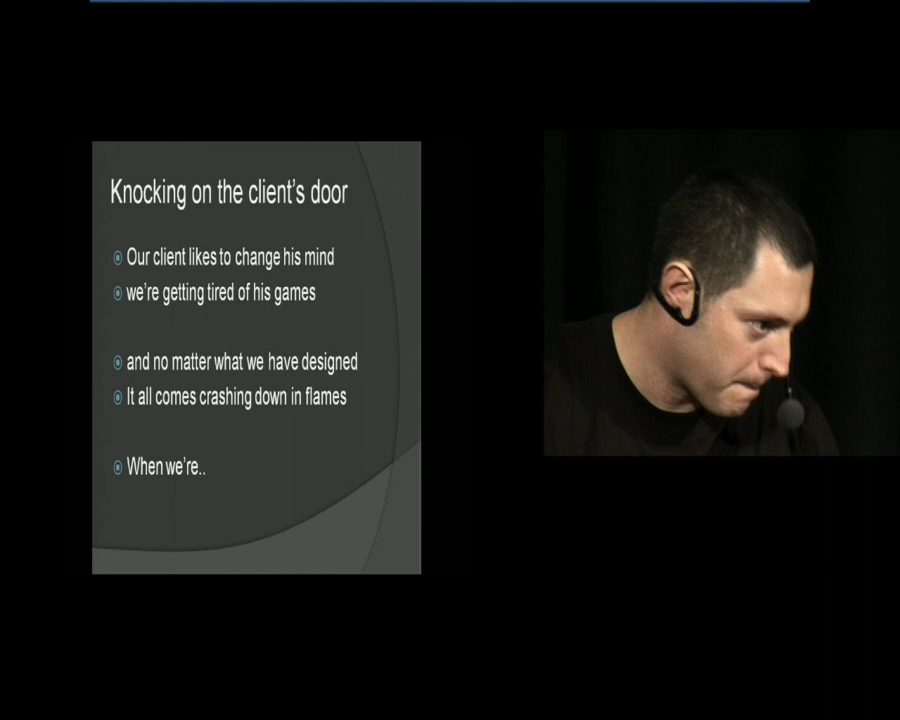 Knocking on the client's door
Our client likes to change his mind
we're getting tired of his games
and no matter what we have designed
It all comes crashing down in flames
When we're..